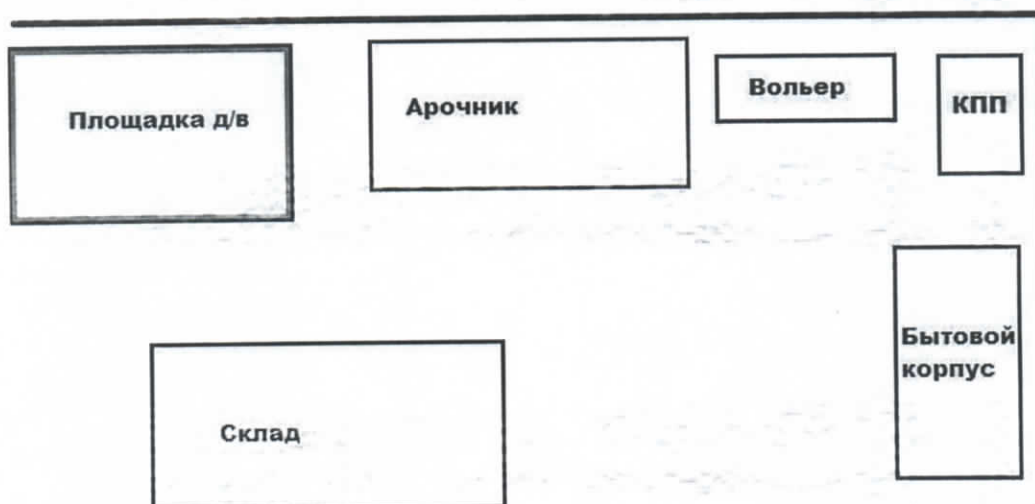 Площадка д/в
Арочник
Вольер
КПП
Бытовой
корпус
Склад